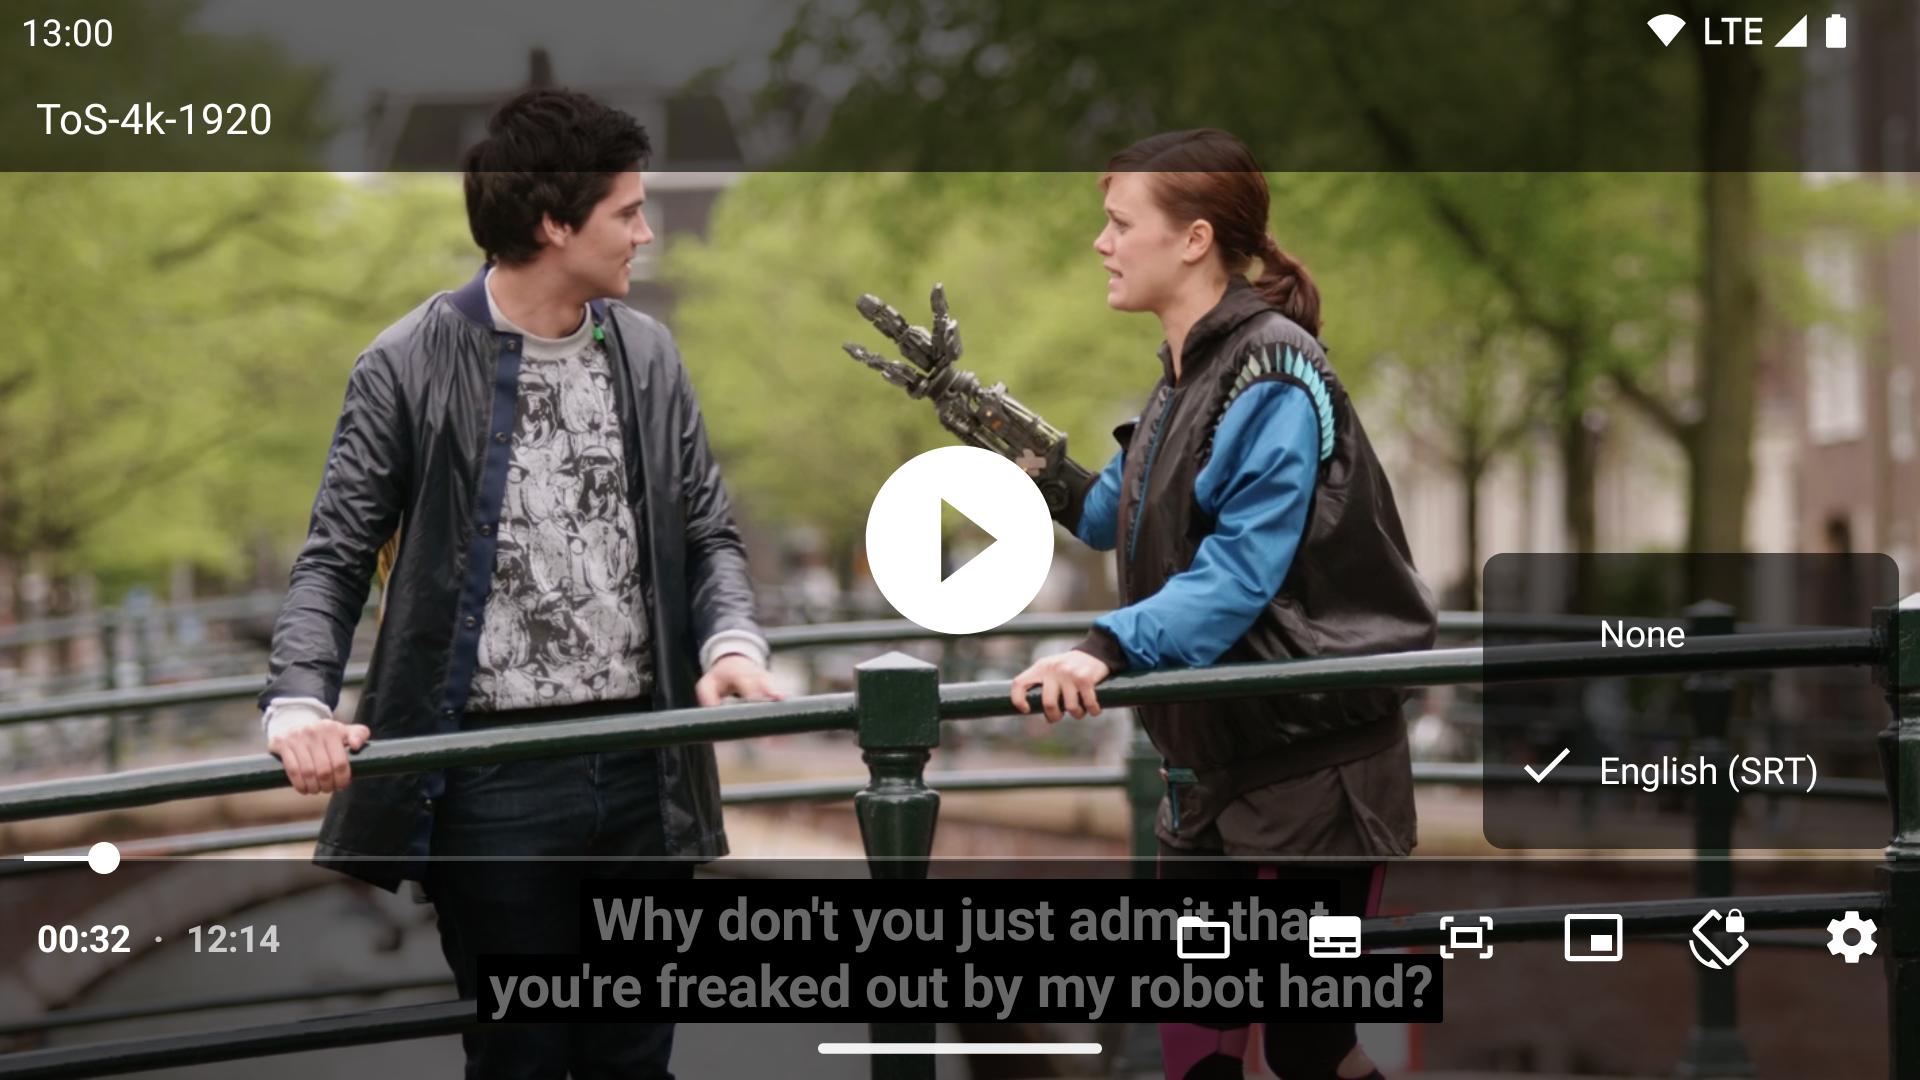 13:00
LTE
ToS-4k-1920
None
English (SRT)
00:32 · 12:14
Why don't you just admit that
you're freaked out by my robot hand?